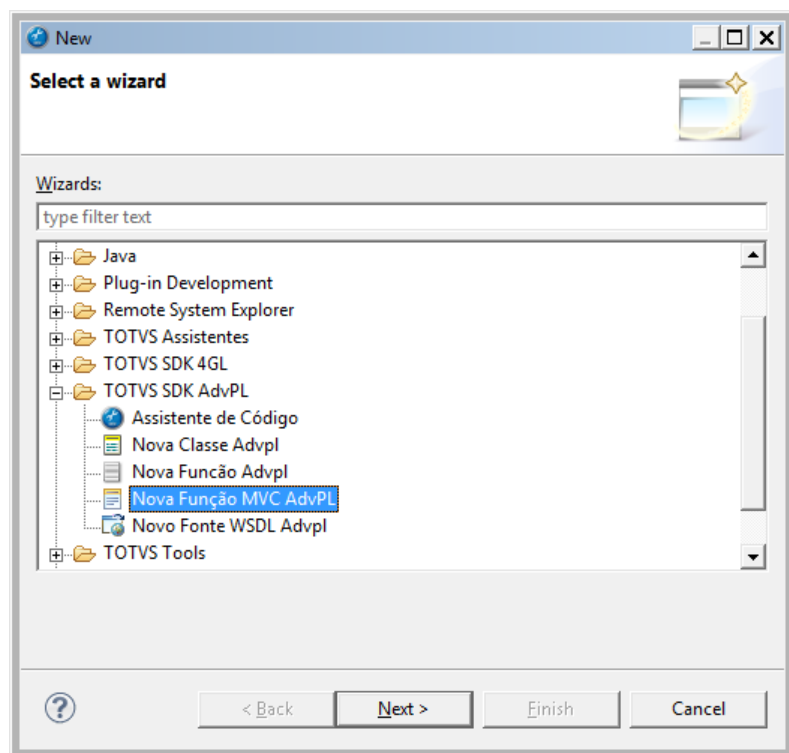 New
Select a wizard
Wizards:
type filter text
Java
Plug-in Development
Remote System Explorer
TOTVS Assistentes
TOTVS SDK 4GL
TOTVS SDK AdvPL
Assistente de Código
Nova Classe Advpl
Nova Funcão Advpl
Nova Função MVC AdvPL
Novo Fonte WSDL Advpl
TOTVS Tools
? < Back Next > Finish Cancel